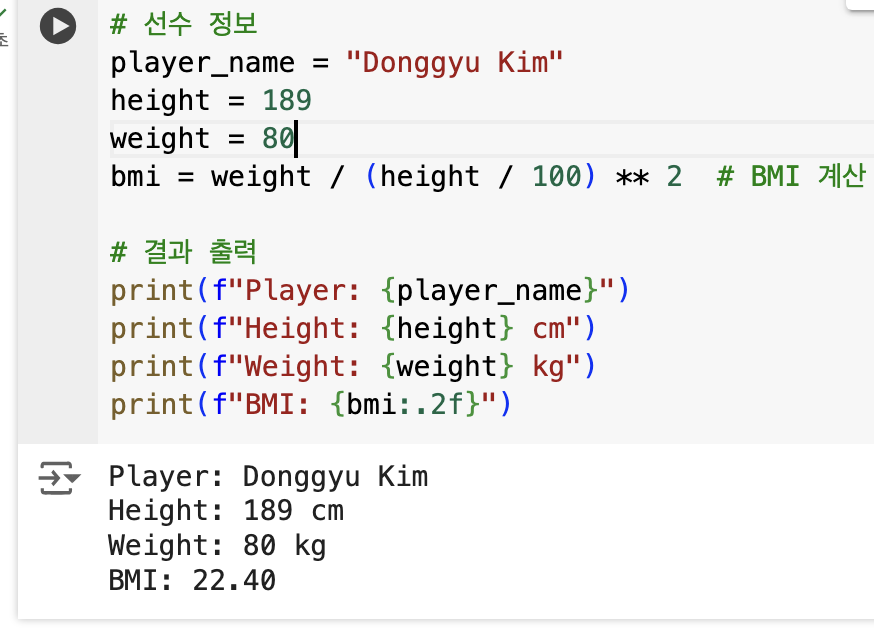 초
# 선수 정보
player_name = "Donggyu Kim"
height = 189
weight = 80
bmi = weight / (height / 100) ** 2  # BMI 계산
# 결과 출력
print(f"Player: {player_name}")
print(f"Height: {height} cm")
print(f"Weight: {weight} kg")
print(f"BMI: {bmi:.2f}")
Player: Donggyu Kim
Height: 189 cm
Weight: 80 kg
BMI: 22.40